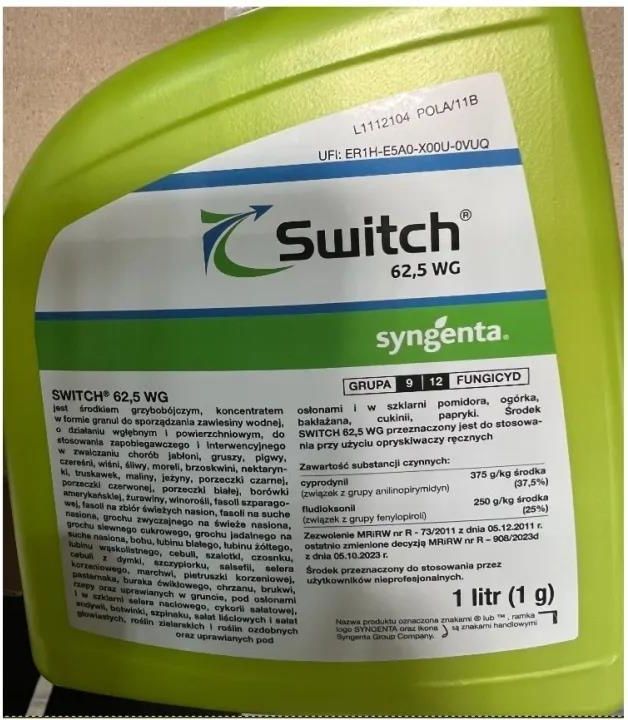 L1112104 POLA/11B
UFI: ER1H-E5A0-X00U-0VUQ
Switch®
62,5 WG
syngenta®
GRUPA 9 12 FUNGICYD
SWITCH® 62,5 WG
jest środkiem grzybobójczym, koncentratem
w formie granul do sporządzania zawiesiny wodnej,
o działaniu wgłębnym i powierzchniowym, do
stosowania zapobiegawczego i interwencyjnego
w zwalczaniu chorób jabłoni, gruszy, pigwy,
czereśni, wiśni, śliwy, moreli, brzoskwini, nektaryn-
ki, truskawek, maliny, jeżyny, porzeczki czarnej,
porzeczki czerwonej, porzeczki białej, borówki
amerykańskiej, żurawiny, winorośli, fasoli szparago-
wej, fasoli na zbiór świeżych nasion, fasoli na suche
nasiona, grochu zwyczajnego na świeże nasiona,
grochu siewnego cukrowego, grochu jadalnego na
suche nasiona, bobu, łubinu białego, łubinu żółtego,
łubinu wąskolistnego, cebuli, szalotki, czosnku,
cebuli z dymki, szczypiorku, salsefii, selera
korzeniowego, marchwi, pietruszki korzeniowej,
pasternaka, buraka ćwikłowego, chrzanu, brukwi,
rzepy oraz uprawianych w gruncie, pod osłonami
i w szklarni selera naciowego, cykorii sałatowej,
endywii, botwinki, szpinaku, sałat liściowych i sałat
głowiastych, roślin zielarskich i roślin ozdobnych
oraz uprawianych pod
osłonami i w szklarni pomidora, ogórka,
bakłażana, cukinii, papryki. Środek
SWITCH 62,5 WG przeznaczony jest do stosowa-
nia przy użyciu opryskiwaczy ręcznych
Zawartość substancji czynnych:
cyprodynil 375 g/kg środka
(związek z grupy anilinopirymidyn) (37,5%)
fludioksonil 250 g/kg środka
(związek z grupy fenylopiroli) (25%)
Zezwolenie MRiRW nr R - 73/2011 z dnia 05.12.2011 r.
ostatnio zmienione decyzją MRiRW nr R – 908/2023d
z dnia 05.10.2023 r.
Środek przeznaczony do stosowania przez
użytkowników nieprofesjonalnych.
1 litr (1 g)
Nazwa produktu oznaczona znakami ® lub ™, ramka
logo SYNGENTA oraz ikona są znakami handlowymi
Syngenta Group Company.